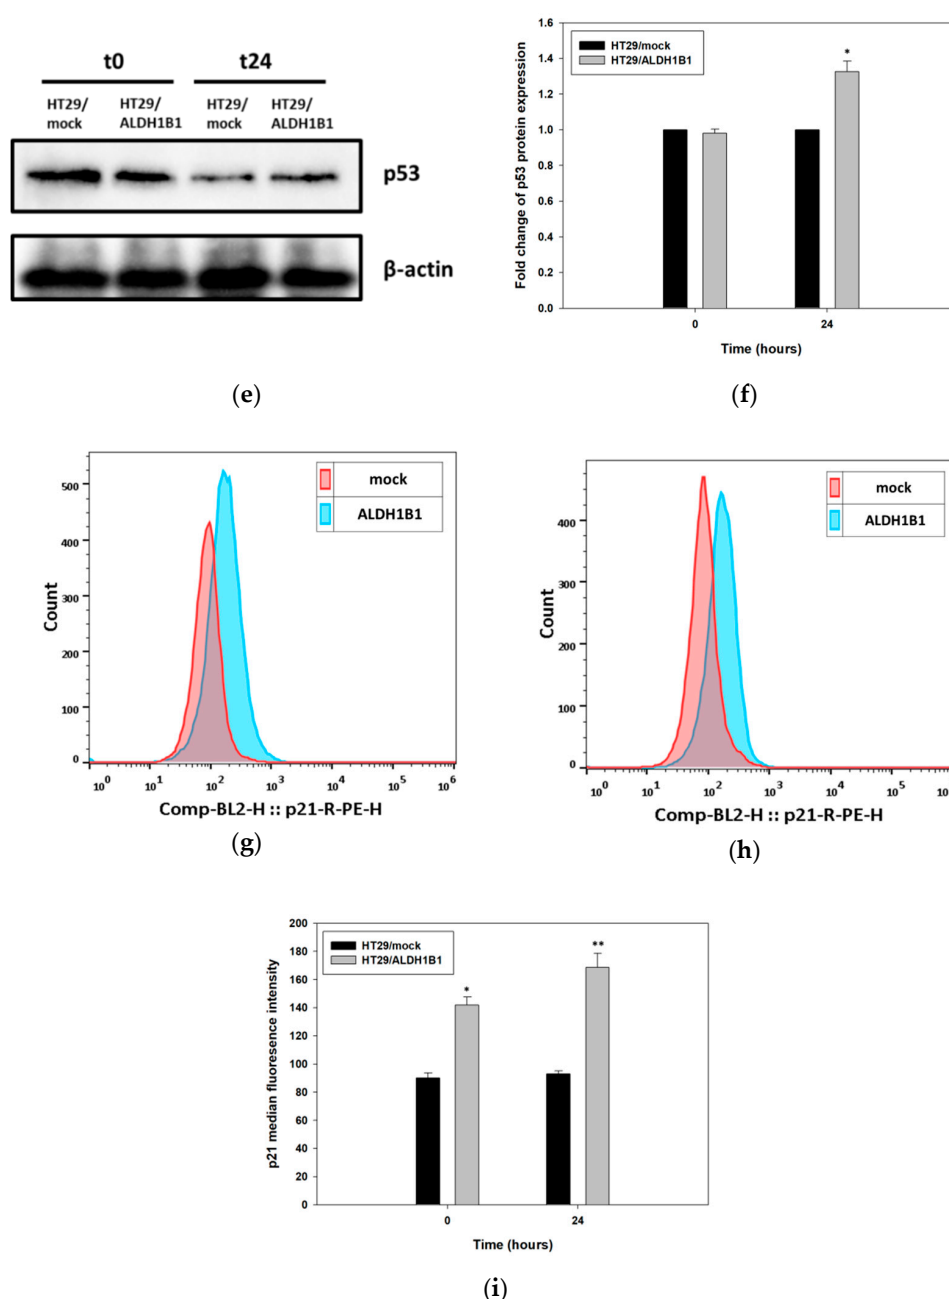 t0 t24
HT29/
mock
HT29/
ALDH1B1
HT29/
mock
HT29/
ALDH1B1
p53
β-actin
(e)
Fold change of p53 protein expression
1.6
1.4
1.2
1.0
0.8
0.6
0.4
0.2
0.0
HT29/mock
HT29/ALDH1B1
*
0 24
Time (hours)
(f)
Count
500
400
300
200
100
0
mock
ALDH1B1
10^0 10^1 10^2 10^3 10^4 10^5 10^6
Comp-BL2-H :: p21-R-PE-H
(g)
Count
400
300
200
100
0
mock
ALDH1B1
10^0 10^1 10^2 10^3 10^4 10^5
Comp-BL2-H :: p21-R-PE-H
(h)
p21 median fluoresence intensity
200
180
160
140
120
100
80
60
40
20
0
HT29/mock
HT29/ALDH1B1
* **
0 24
Time (hours)
(i)